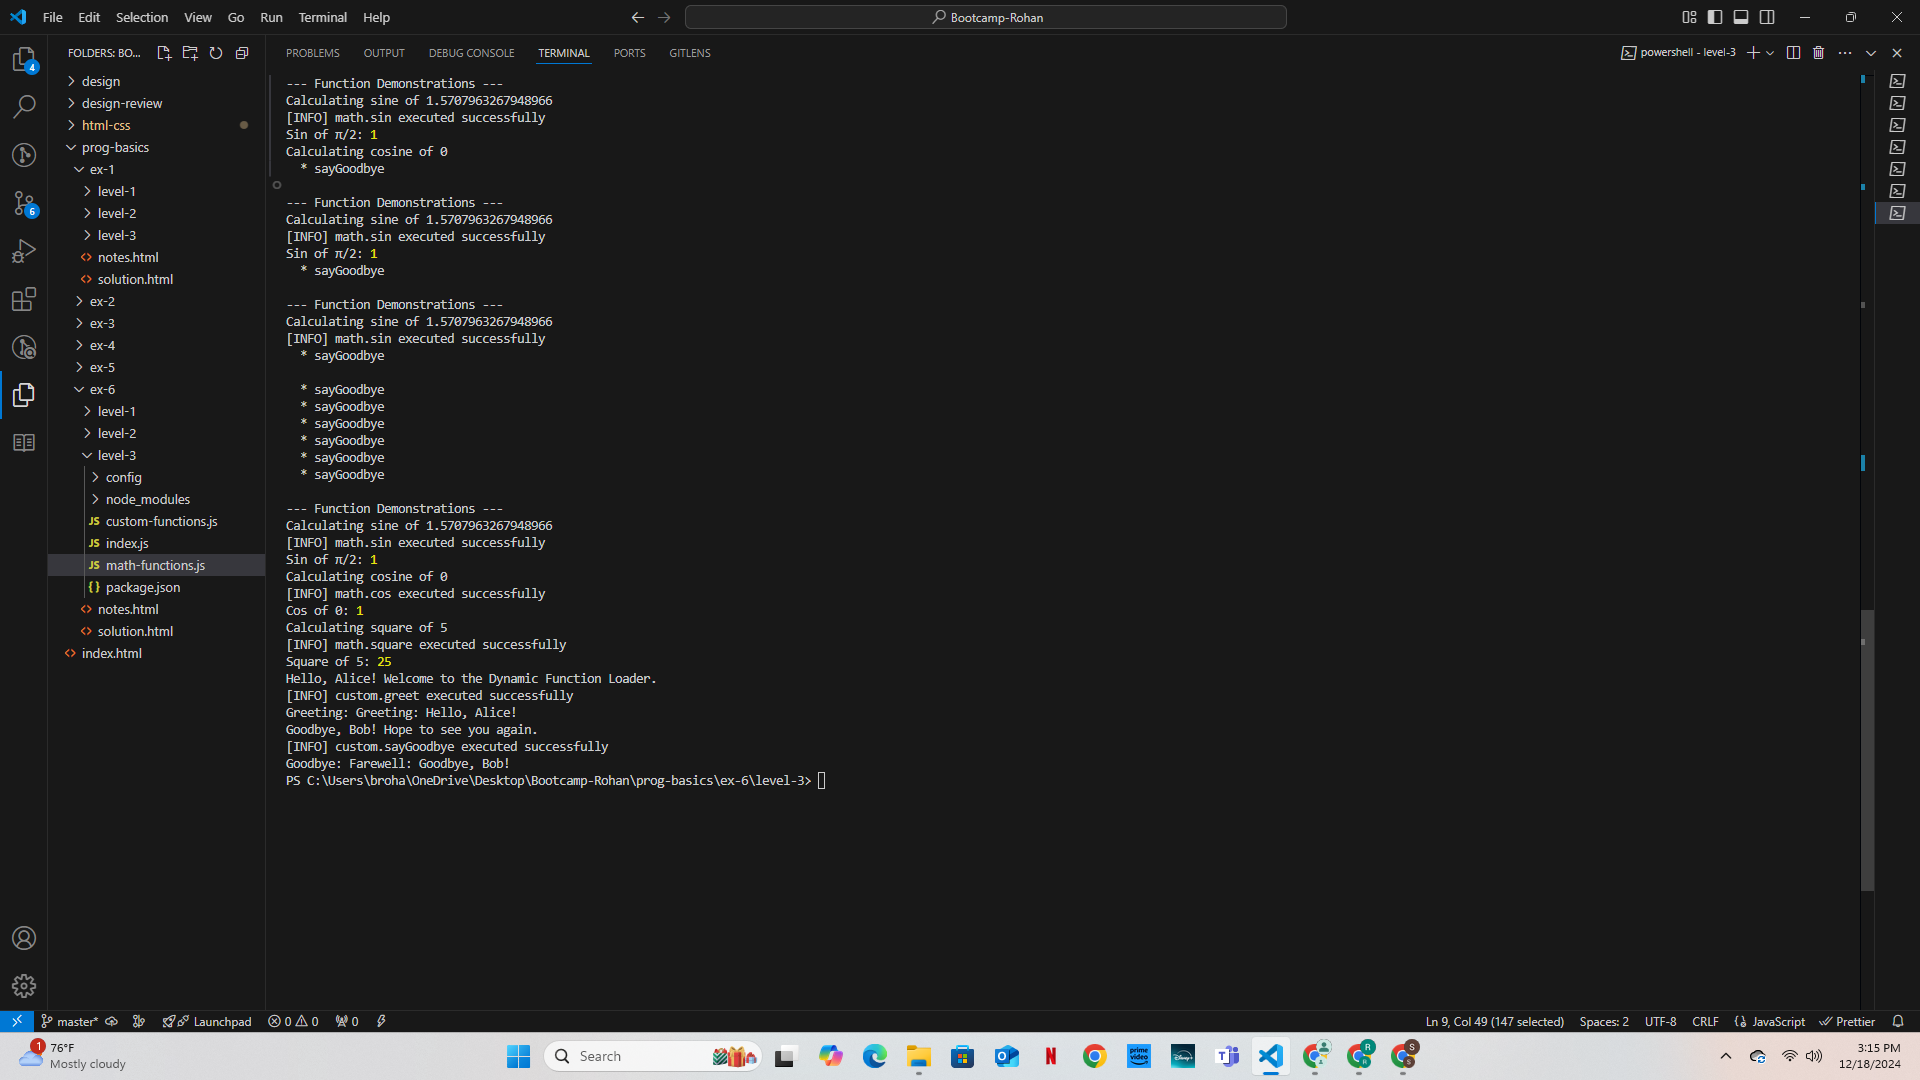 File Edit Selection View Go Run Terminal Help
Bootcamp-Rohan
FOLDERS: BO...
PROBLEMS OUTPUT DEBUG CONSOLE TERMINAL PORTS GITLENS
powershell - level-3
4
6
design
design-review
html-css
prog-basics
ex-1
level-1
level-2
level-3
notes.html
solution.html
ex-2
ex-3
ex-4
ex-5
ex-6
level-1
level-2
level-3
config
node_modules
JS custom-functions.js
JS index.js
JS math-functions.js
{} package.json
notes.html
solution.html
index.html
--- Function Demonstrations ---
Calculating sine of 1.5707963267948966
[INFO] math.sin executed successfully
Sin of π/2: 1
Calculating cosine of 0
* sayGoodbye
--- Function Demonstrations ---
Calculating sine of 1.5707963267948966
[INFO] math.sin executed successfully
Sin of π/2: 1
* sayGoodbye
--- Function Demonstrations ---
Calculating sine of 1.5707963267948966
[INFO] math.sin executed successfully
* sayGoodbye
* sayGoodbye
* sayGoodbye
* sayGoodbye
* sayGoodbye
* sayGoodbye
* sayGoodbye
--- Function Demonstrations ---
Calculating sine of 1.5707963267948966
[INFO] math.sin executed successfully
Sin of π/2: 1
Calculating cosine of 0
[INFO] math.cos executed successfully
Cos of 0: 1
Calculating square of 5
[INFO] math.square executed successfully
Square of 5: 25
Hello, Alice! Welcome to the Dynamic Function Loader.
[INFO] custom.greet executed successfully
Greeting: Greeting: Hello, Alice!
Goodbye, Bob! Hope to see you again.
[INFO] custom.sayGoodbye executed successfully
Goodbye: Farewell: Goodbye, Bob!
PS C:\Users\broha\OneDrive\Desktop\Bootcamp-Rohan\prog-basics\ex-6\level-3>
master* Launchpad 0 0 0
Ln 9, Col 49 (147 selected) Spaces: 2 UTF-8 CRLF {} JavaScript Prettier
1
76°F
Mostly cloudy
Search
prime video
Disney+
N
T
R
S
3:15 PM
12/18/2024